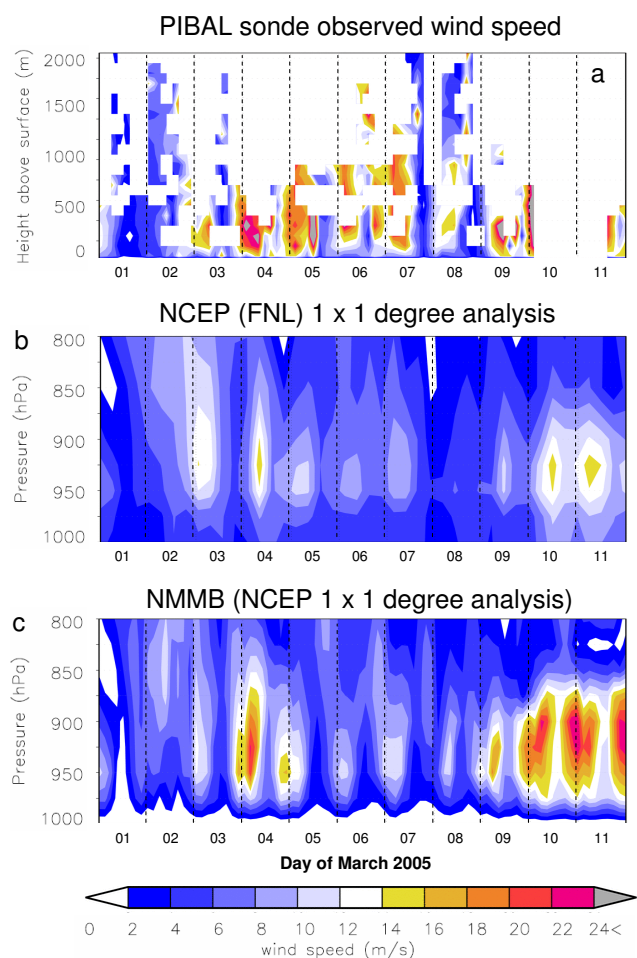 PIBAL sonde observed wind speed
a
Height above surface (m)
2000
1500
1000
500
0
01 02 03 04 05 06 07 08 09 10 11
NCEP (FNL) 1 x 1 degree analysis
b
Pressure (hPa)
800
850
900
950
1000
01 02 03 04 05 06 07 08 09 10 11
NMMB (NCEP 1 x 1 degree analysis)
c
Pressure (hPa)
800
850
900
950
1000
01 02 03 04 05 06 07 08 09 10 11
Day of March 2005
0 2 4 6 8 10 12 14 16 18 20 22 24<
wind speed (m/s)